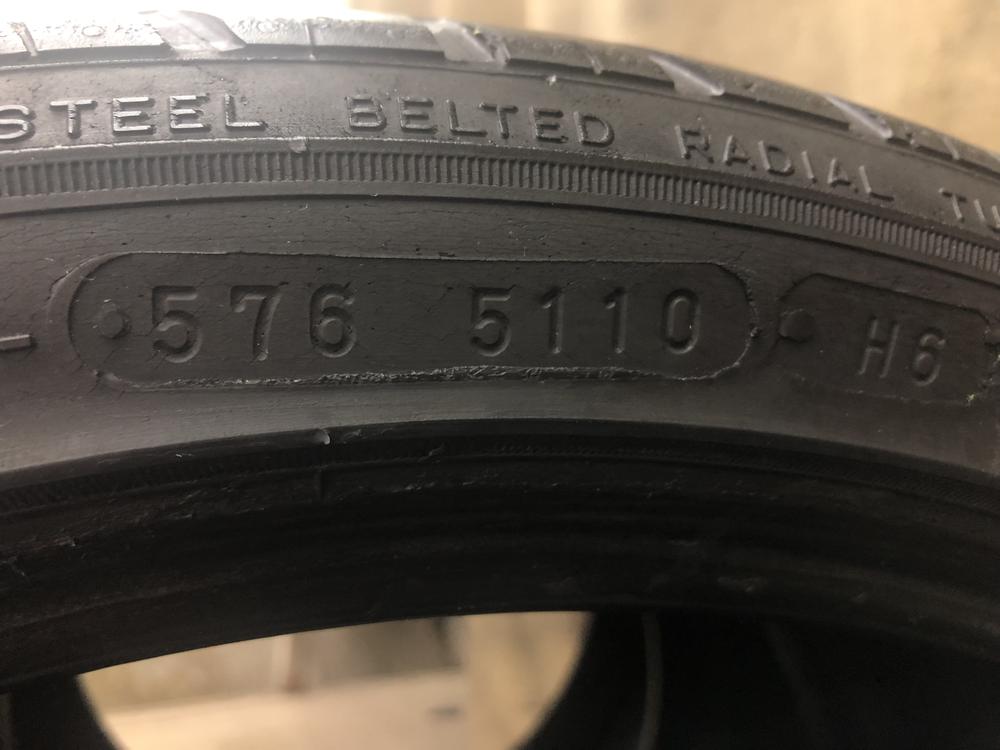 STEEL BELTED RADIAL
576 5110 H6